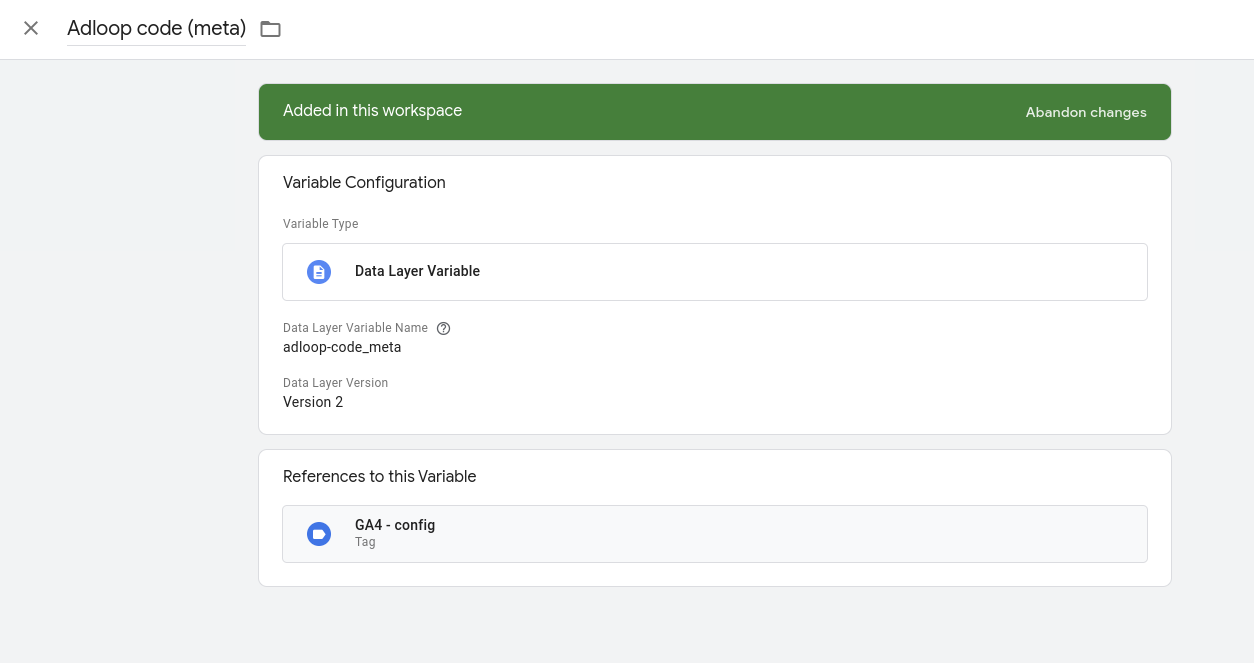 Adloop code (meta)
Added in this workspace
Abandon changes
Variable Configuration
Variable Type
Data Layer Variable
Data Layer Variable Name
adloop-code_meta
Data Layer Version
Version 2
References to this Variable
GA4 - config
Tag